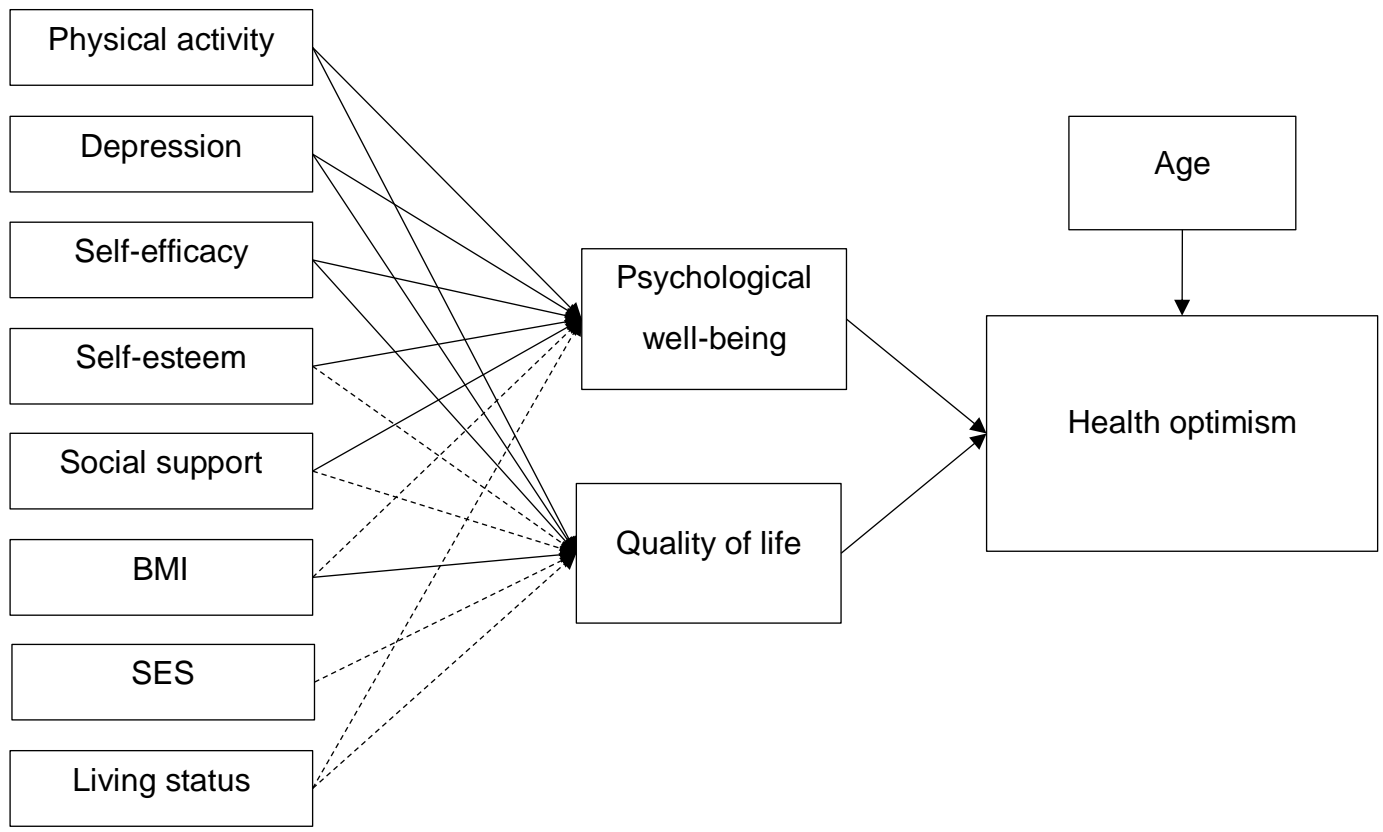 Physical activity
Depression
Self-efficacy
Self-esteem
Social support
BMI
SES
Living status
Psychological
well-being
Quality of life
Age
Health optimism